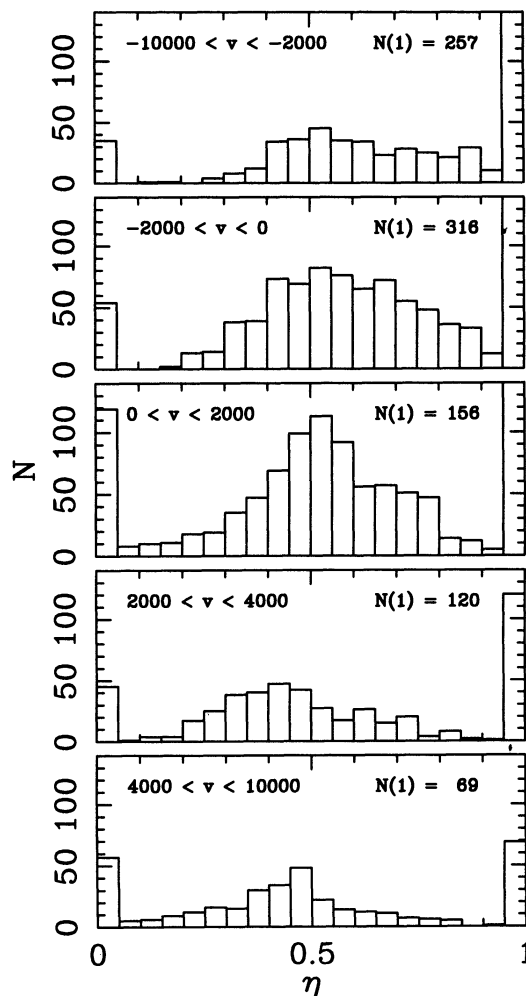 -10000 < v < -2000 N(1) = 257
100
50
0
-2000 < v < 0 N(1) = 316
100
50
0
0 < v < 2000 N(1) = 156
100
50
0
N
2000 < v < 4000 N(1) = 120
100
50
0
4000 < v < 10000 N(1) = 69
100
50
0
0 0.5 1
η